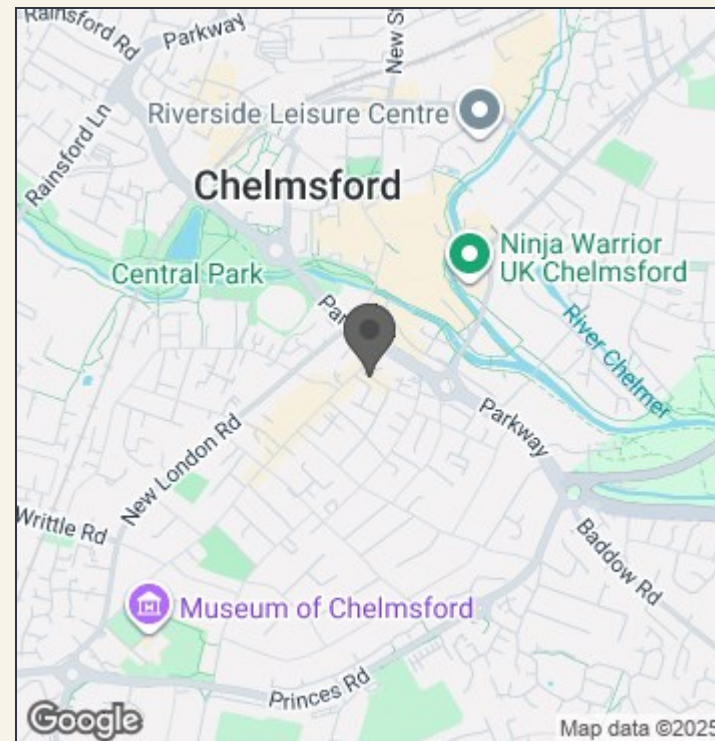 Rainsford Rd
Parkway
New St
Riverside Leisure Centre
Rainsford Ln
Chelmsford
Ninja Warrior
UK Chelmsford
Central Park
River Chelmer
New London Rd
Parkway
Writtle Rd
Baddow Rd
Museum of Chelmsford
Princes Rd
Google
Map data ©2025